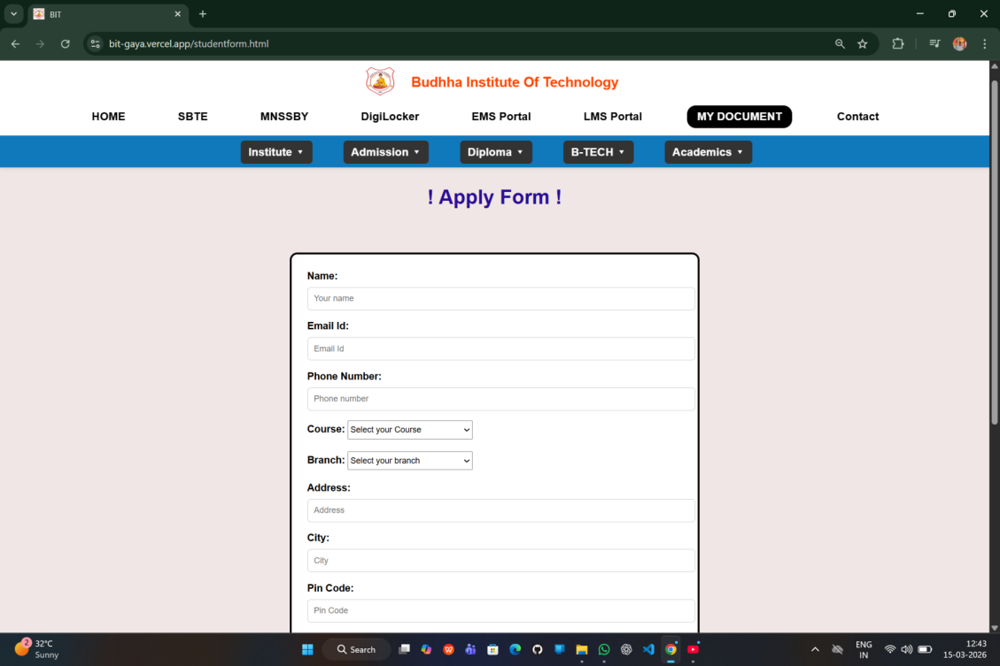 BIT
bit-gaya.vercel.app/studentform.html
Budhha Institute Of Technology
HOME SBTE MNSSBY DigiLocker EMS Portal LMS Portal MY DOCUMENT Contact
Institute ▼ Admission ▼ Diploma ▼ B-TECH ▼ Academics ▼
! Apply Form !
Name:
Your name
Email Id:
Email Id
Phone Number:
Phone number
Course: Select your Course
Branch: Select your branch
Address:
Address
City:
City
Pin Code:
Pin Code
2
32°C
Sunny
Search
ENG
IN
12:43
15-03-2026